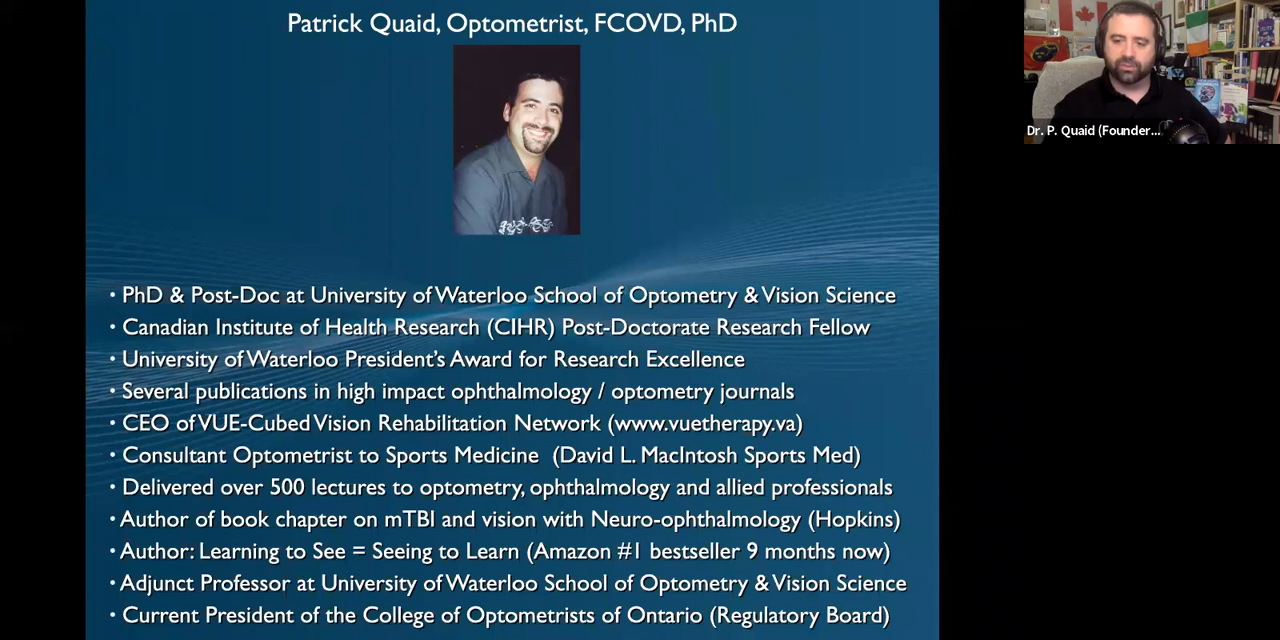 Patrick Quaid, Optometrist, FCOVD, PhD
Dr. P. Quaid (Founder...
• PhD & Post-Doc at University of Waterloo School of Optometry & Vision Science
• Canadian Institute of Health Research (CIHR) Post-Doctorate Research Fellow
• University of Waterloo President's Award for Research Excellence
• Several publications in high impact ophthalmology / optometry journals
• CEO of VUE-Cubed Vision Rehabilitation Network (www.vuetherapy.va)
• Consultant Optometrist to Sports Medicine (David L. MacIntosh Sports Med)
• Delivered over 500 lectures to optometry, ophthalmology and allied professionals
• Author of book chapter on mTBI and vision with Neuro-ophthalmology (Hopkins)
• Author: Learning to See = Seeing to Learn (Amazon #1 bestseller 9 months now)
• Adjunct Professor at University of Waterloo School of Optometry & Vision Science
• Current President of the College of Optometrists of Ontario (Regulatory Board)